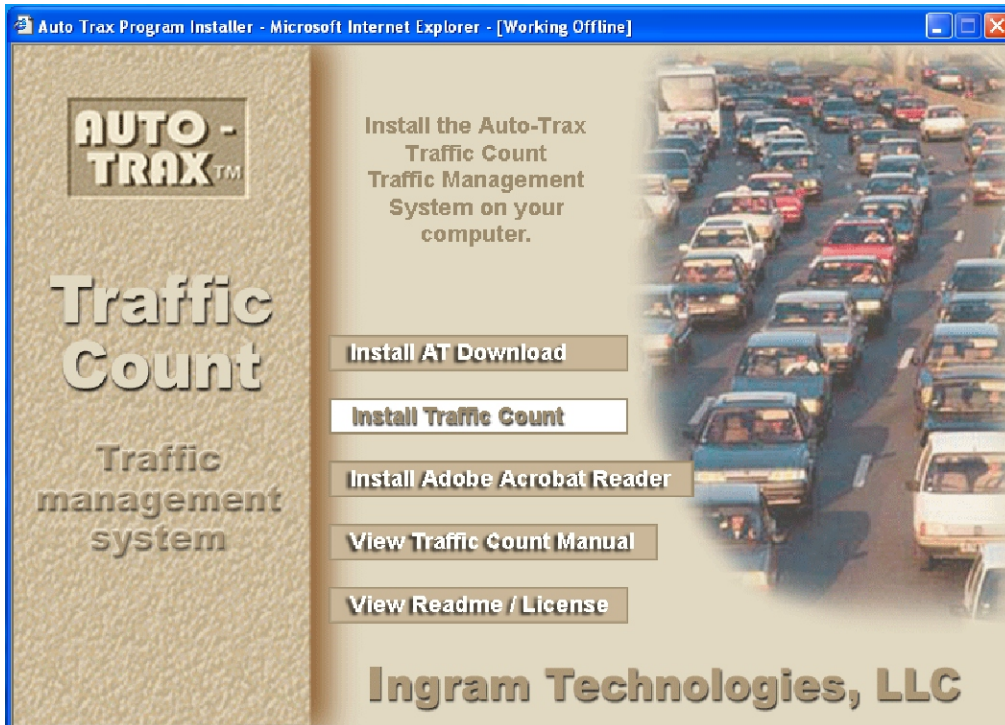 Auto Trax Program Installer - Microsoft Internet Explorer - [Working Offline]
AUTO -
TRAX TM
Traffic
Count
Traffic
management
system
Install the Auto-Trax
Traffic Count
Traffic Management
System on your
computer.
Install AT Download
Install Traffic Count
Install Adobe Acrobat Reader
View Traffic Count Manual
View Readme / License
Ingram Technologies, LLC